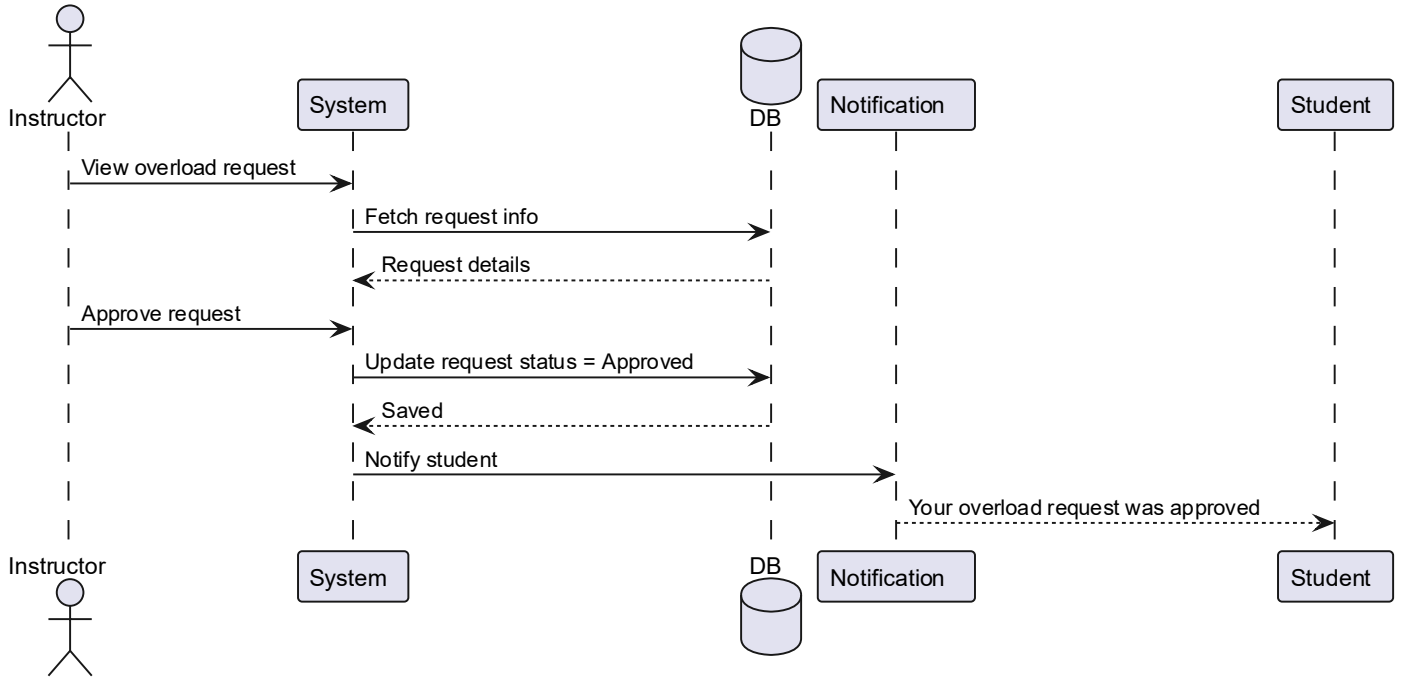 Instructor
System
DB
Notification
Student
View overload request
Fetch request info
Request details
Approve request
Update request status = Approved
Saved
Notify student
Your overload request was approved
Instructor
System
DB
Notification
Student